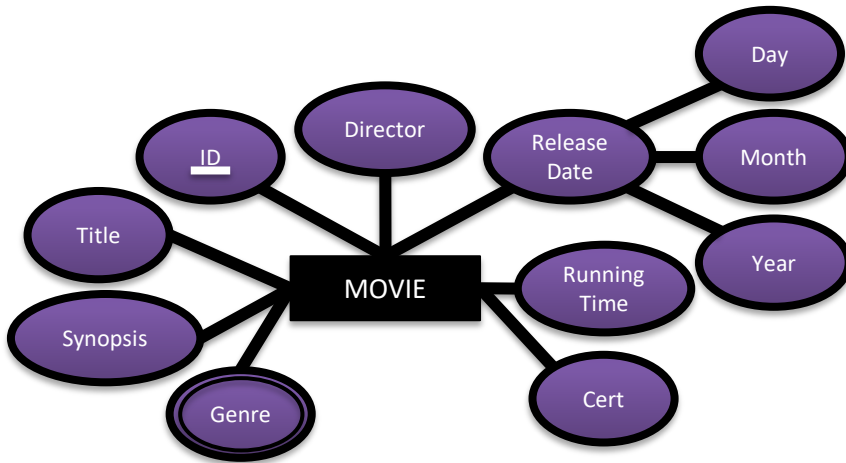 Day
Director
Release
Date
ID
Month
Title
Year
MOVIE
Running
Time
Synopsis
Genre
Cert